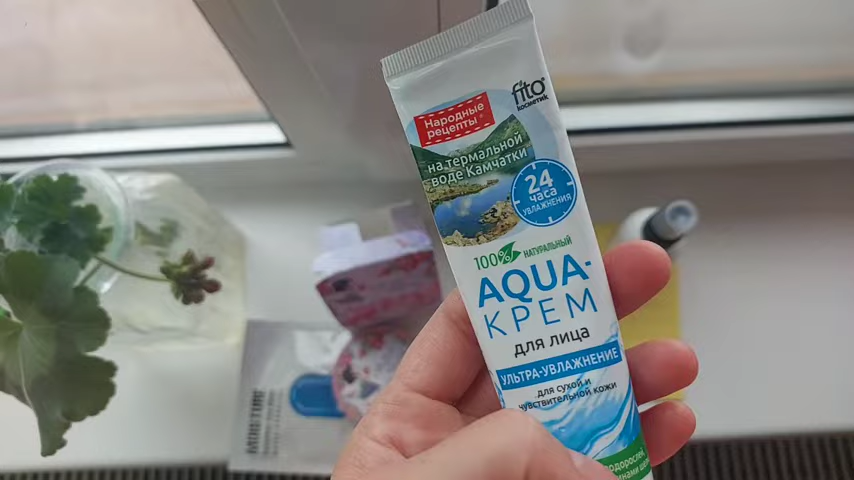 fito
косметик
Народные
рецепты®
на термальной
воде Камчатки
24
часа
УВЛАЖНЕНИЯ
100% НАТУРАЛЬНЫЙ
AQUA-
КРЕМ
для лица
УЛЬТРА-УВЛАЖНЕНИЕ
для сухой и
чувствительной кожи
MOISTURE